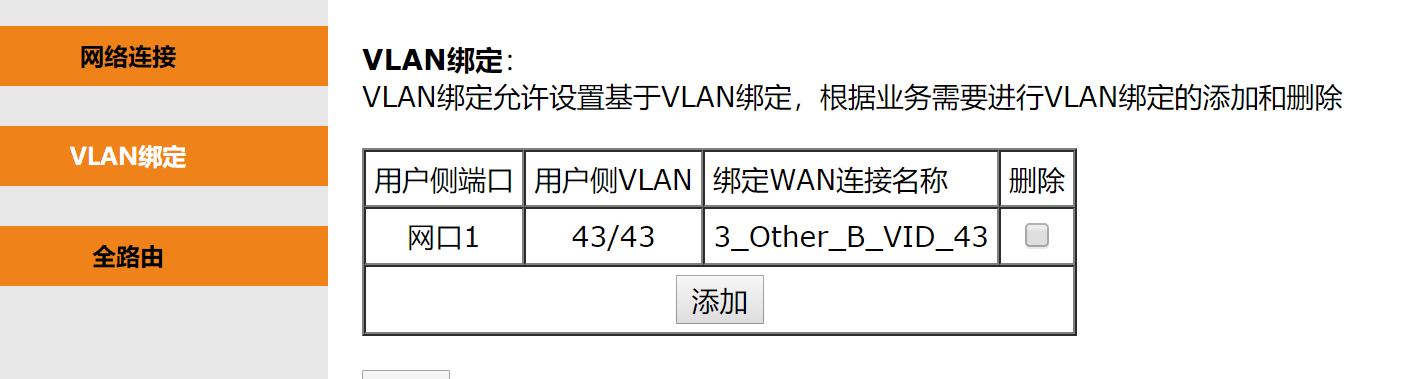 网络连接
VLAN绑定
全路由
VLAN绑定：
VLAN绑定允许设置基于VLAN绑定，根据业务需要进行VLAN绑定的添加和删除
用户侧端口 用户侧VLAN 绑定WAN连接名称 删除
网口1 43/43 3_Other_B_VID_43
添加